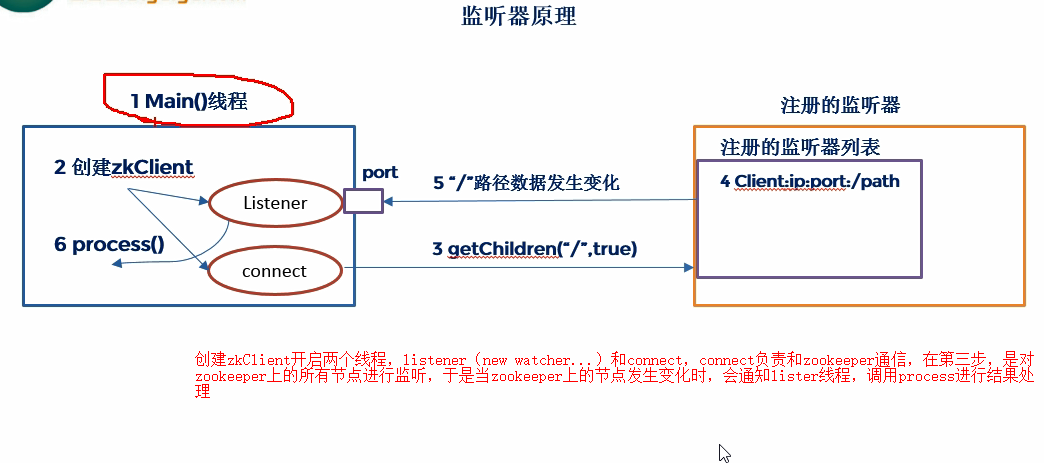 监听器原理
1 Main()线程
注册的监听器
2 创建zkClient
port
5 “/”路径数据发生变化
注册的监听器列表
4 Client:ip:port:/path
Listener
6 process()
3 getChildren(“/”,true)
connect
创建zkClient开启两个线程，listener（new watcher...）和connect，connect负责和zookeeper通信，在第三步，是对
zookeeper上的所有节点进行监听，于是当zookeeper上的节点发生变化时，会通知lister线程，调用process进行结果处
理